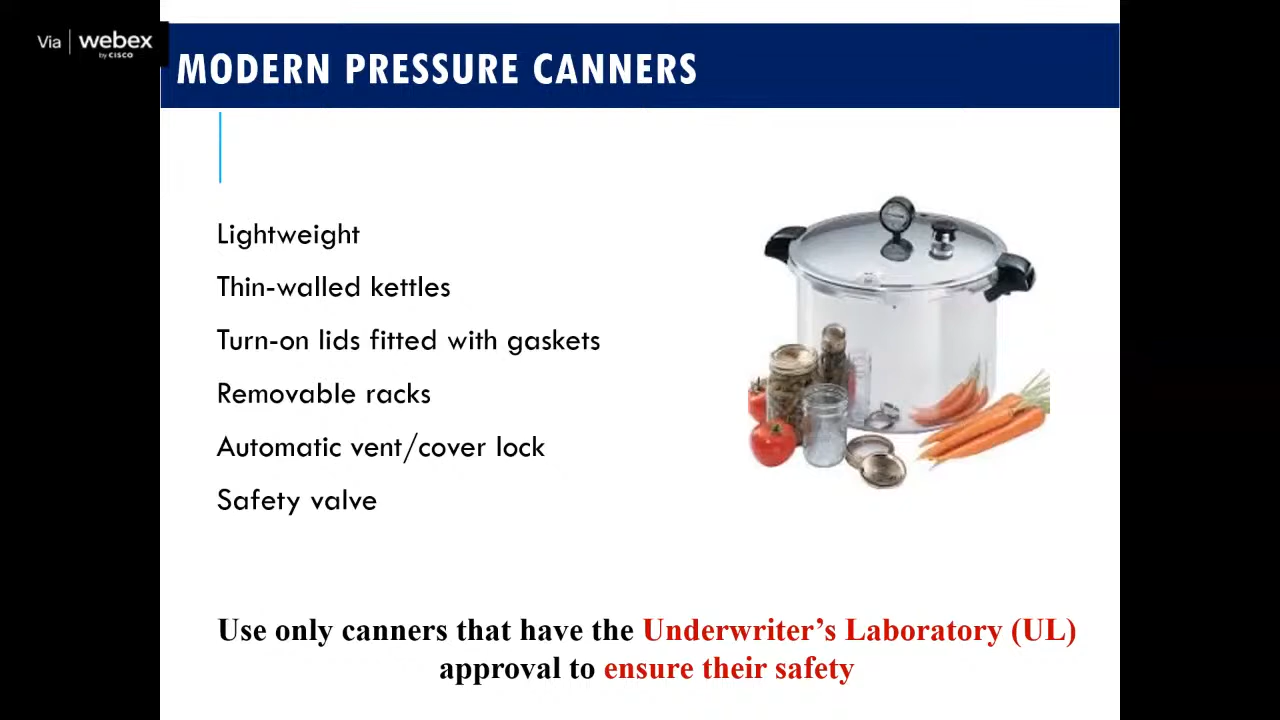 Via webex
by CISCO
MODERN PRESSURE CANNERS
Lightweight
Thin-walled kettles
Turn-on lids fitted with gaskets
Removable racks
Automatic vent/cover lock
Safety valve
Use only canners that have the Underwriter’s Laboratory (UL)
approval to ensure their safety